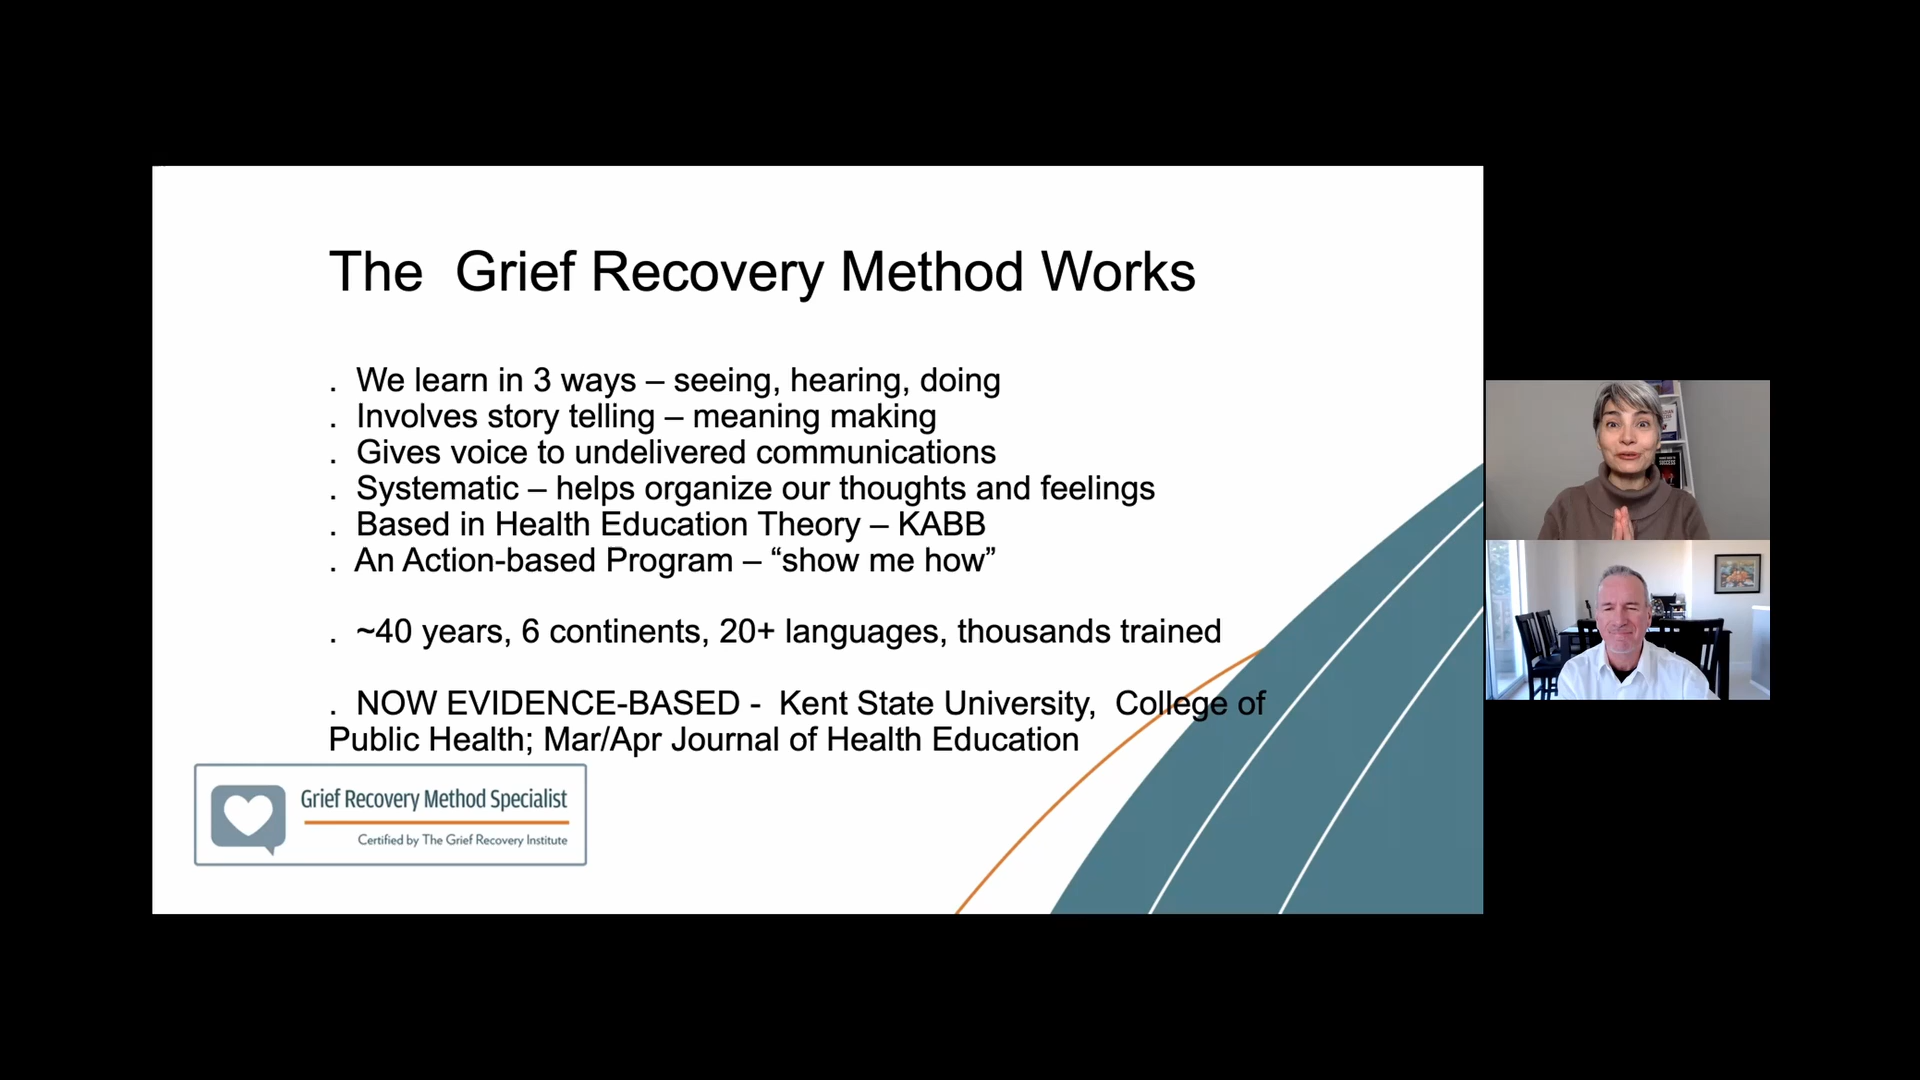 The  Grief Recovery Method Works
.  We learn in 3 ways – seeing, hearing, doing
.  Involves story telling – meaning making
.  Gives voice to undelivered communications
.  Systematic – helps organize our thoughts and feelings
.  Based in Health Education Theory – KABB
.  An Action-based Program – “show me how”
.  ~40 years, 6 continents, 20+ languages, thousands trained
.  NOW EVIDENCE-BASED -  Kent State University,  College of
Public Health; Mar/Apr Journal of Health Education
Grief Recovery Method Specialist
Certified by The Grief Recovery Institute